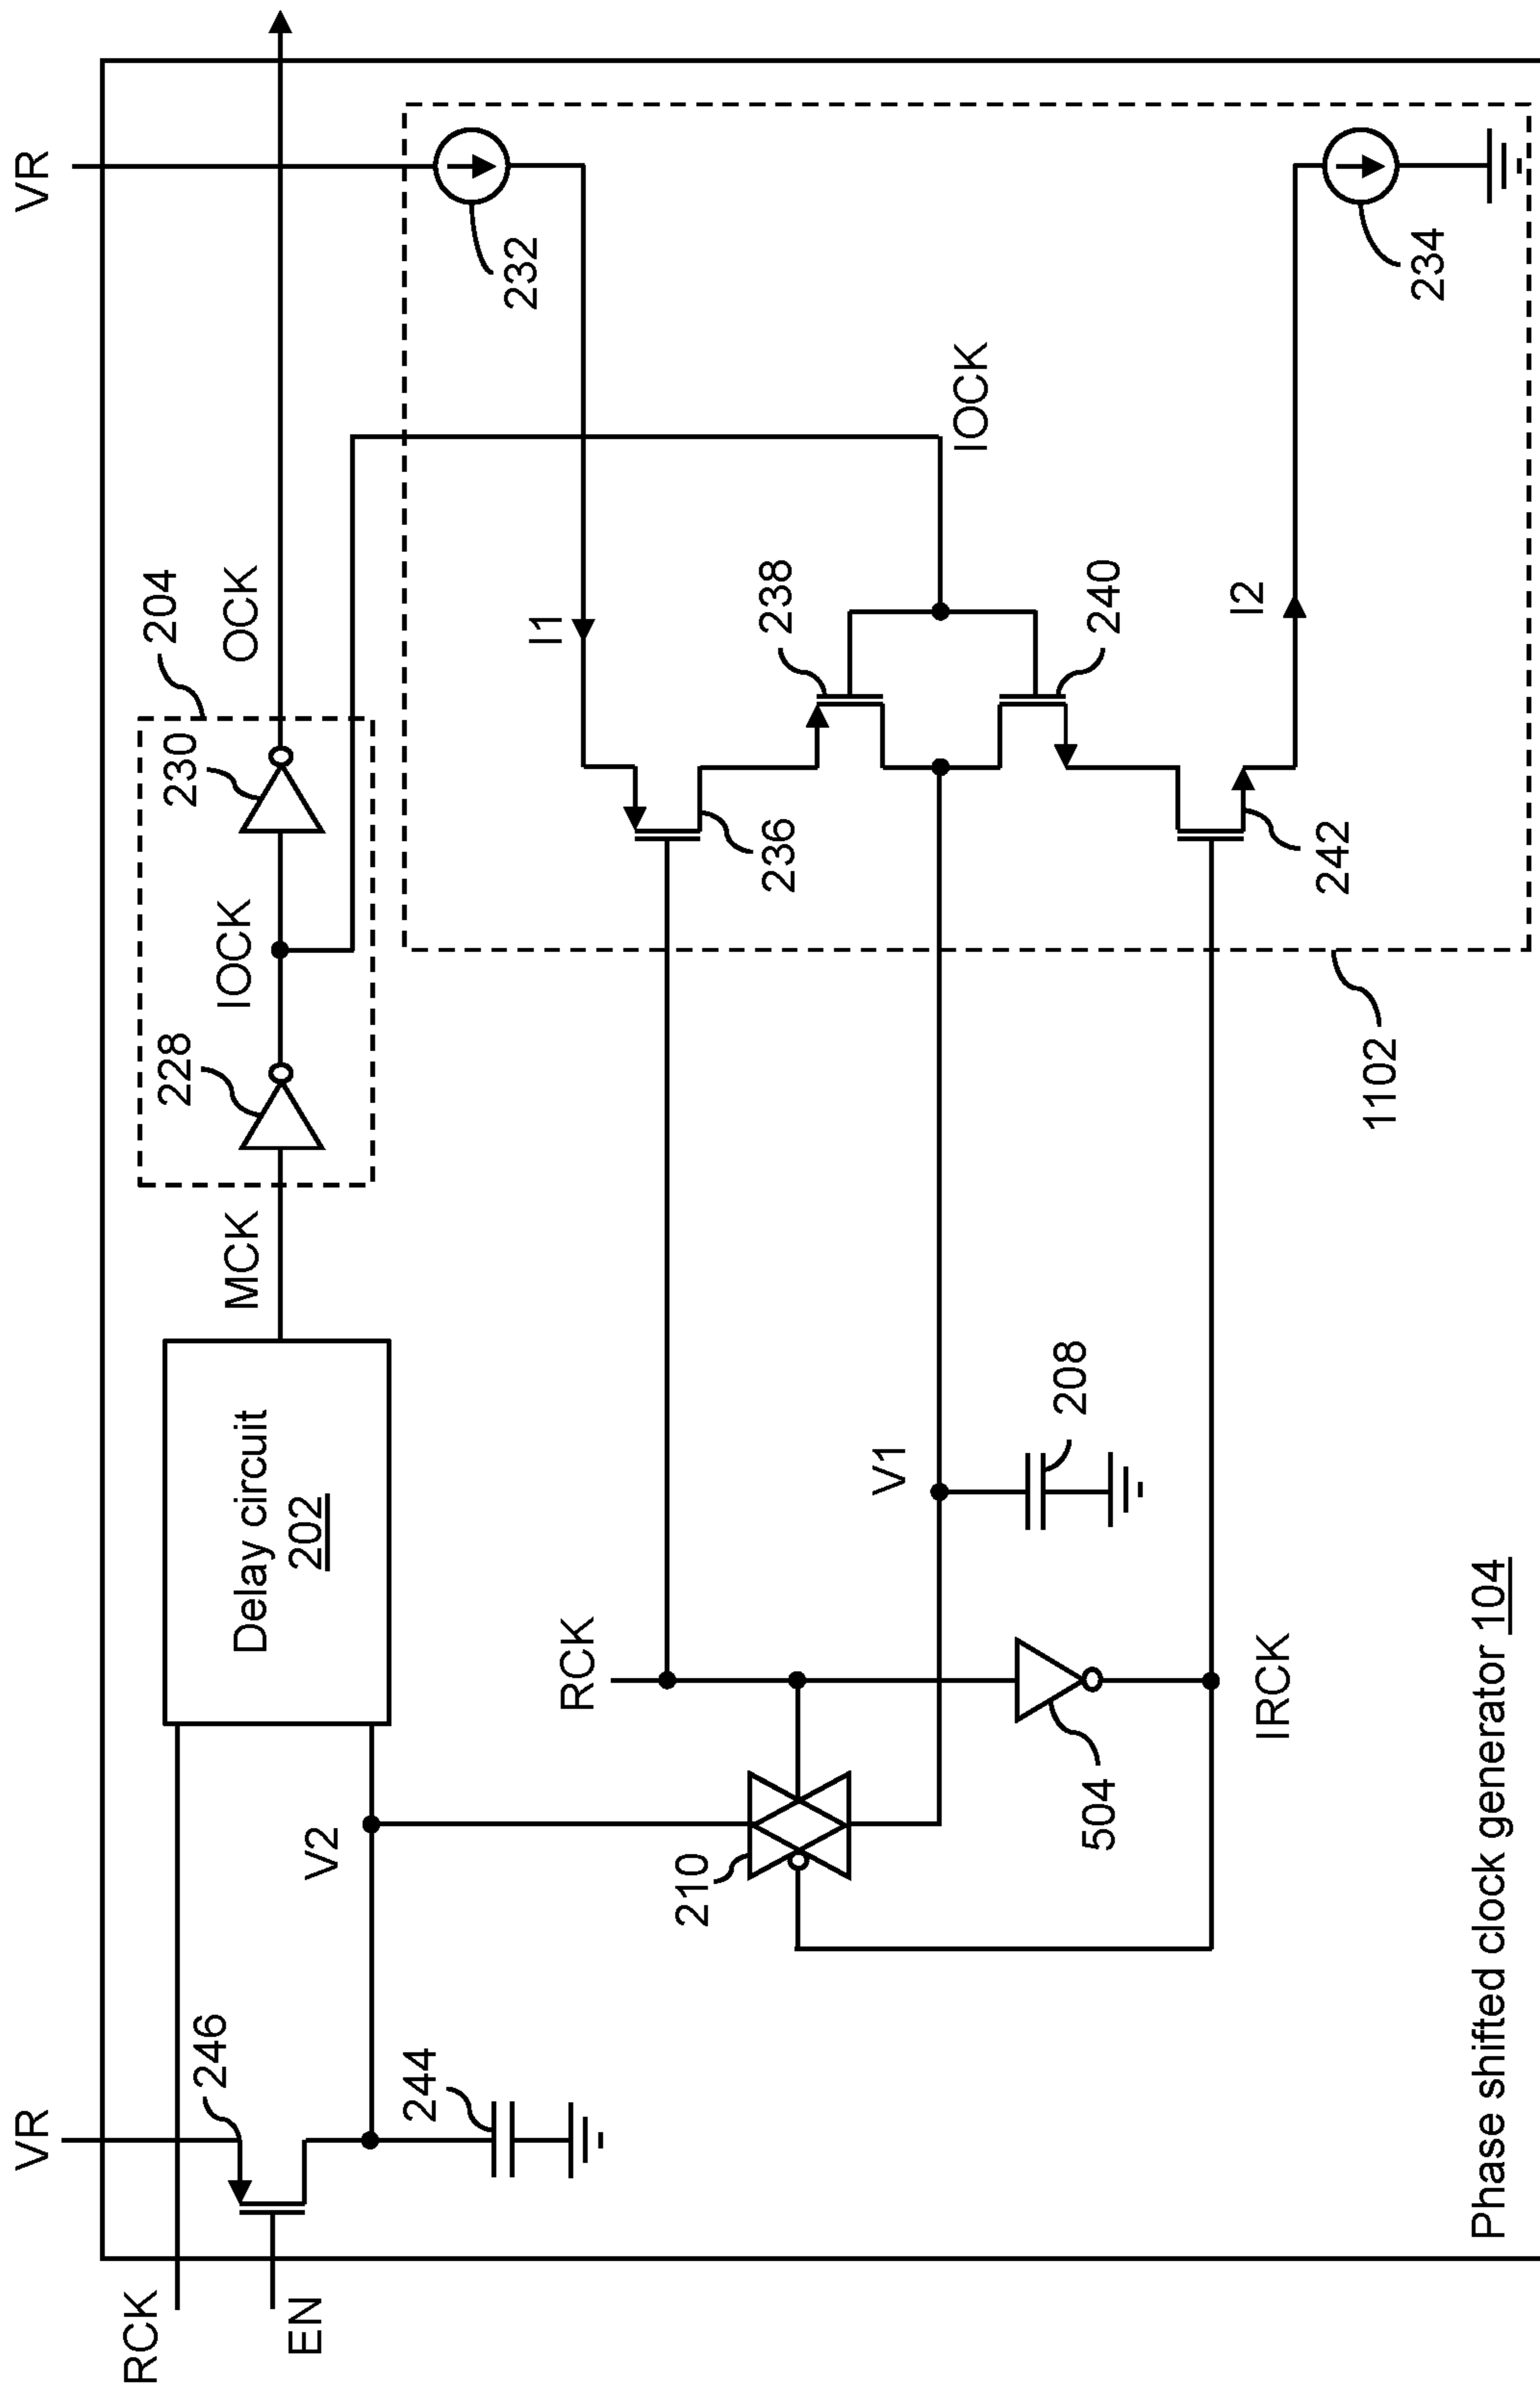 RCK
EN
VR
246
244
V2
Delay circuit
202
MCK
228
IOCK
230
204
OCK
VR
232
I1
RCK
210
504
IRCK
V1
208
236
238
240
242
IOCK
I2
234
1102
Phase shifted clock generator 104